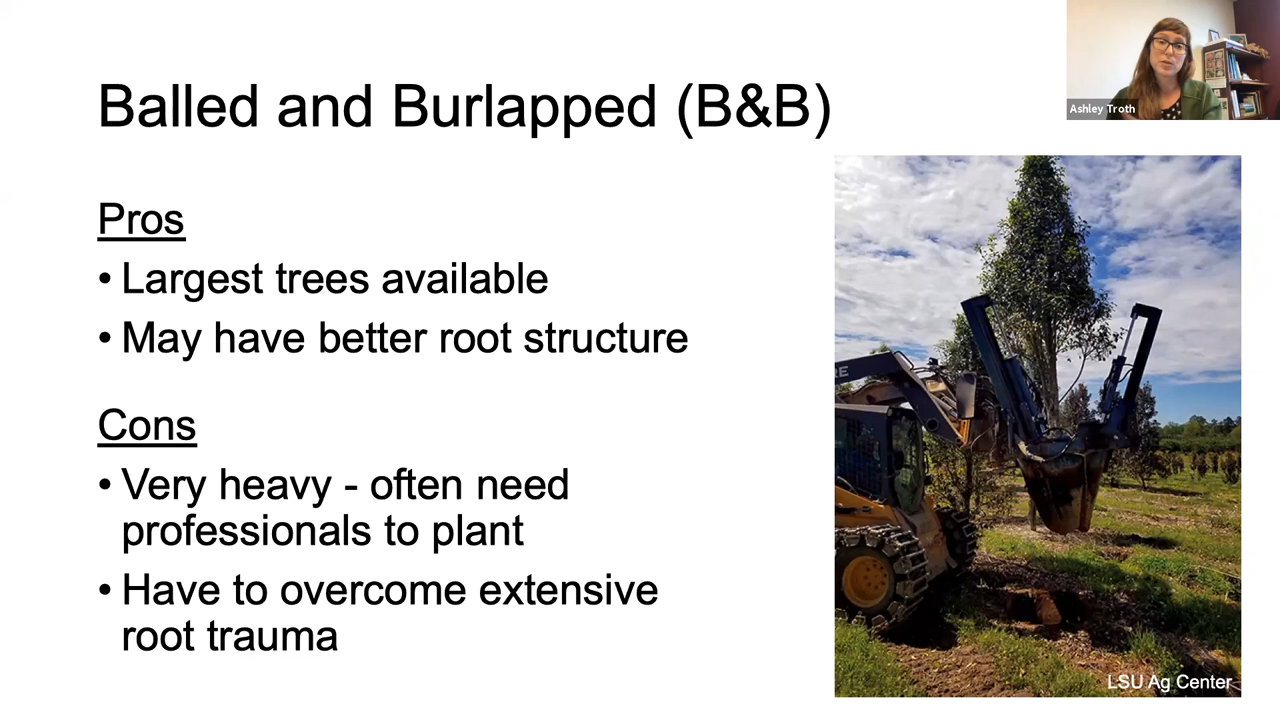 Balled and Burlapped (B&B)
Ashley Troth
Pros
• Largest trees available
• May have better root structure
Cons
• Very heavy - often need
professionals to plant
• Have to overcome extensive
root trauma
LSU Ag Center